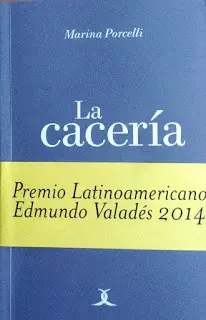 Marina Porcelli
La
cacería
Premio Latinoamericano
Edmundo Valadés 2014